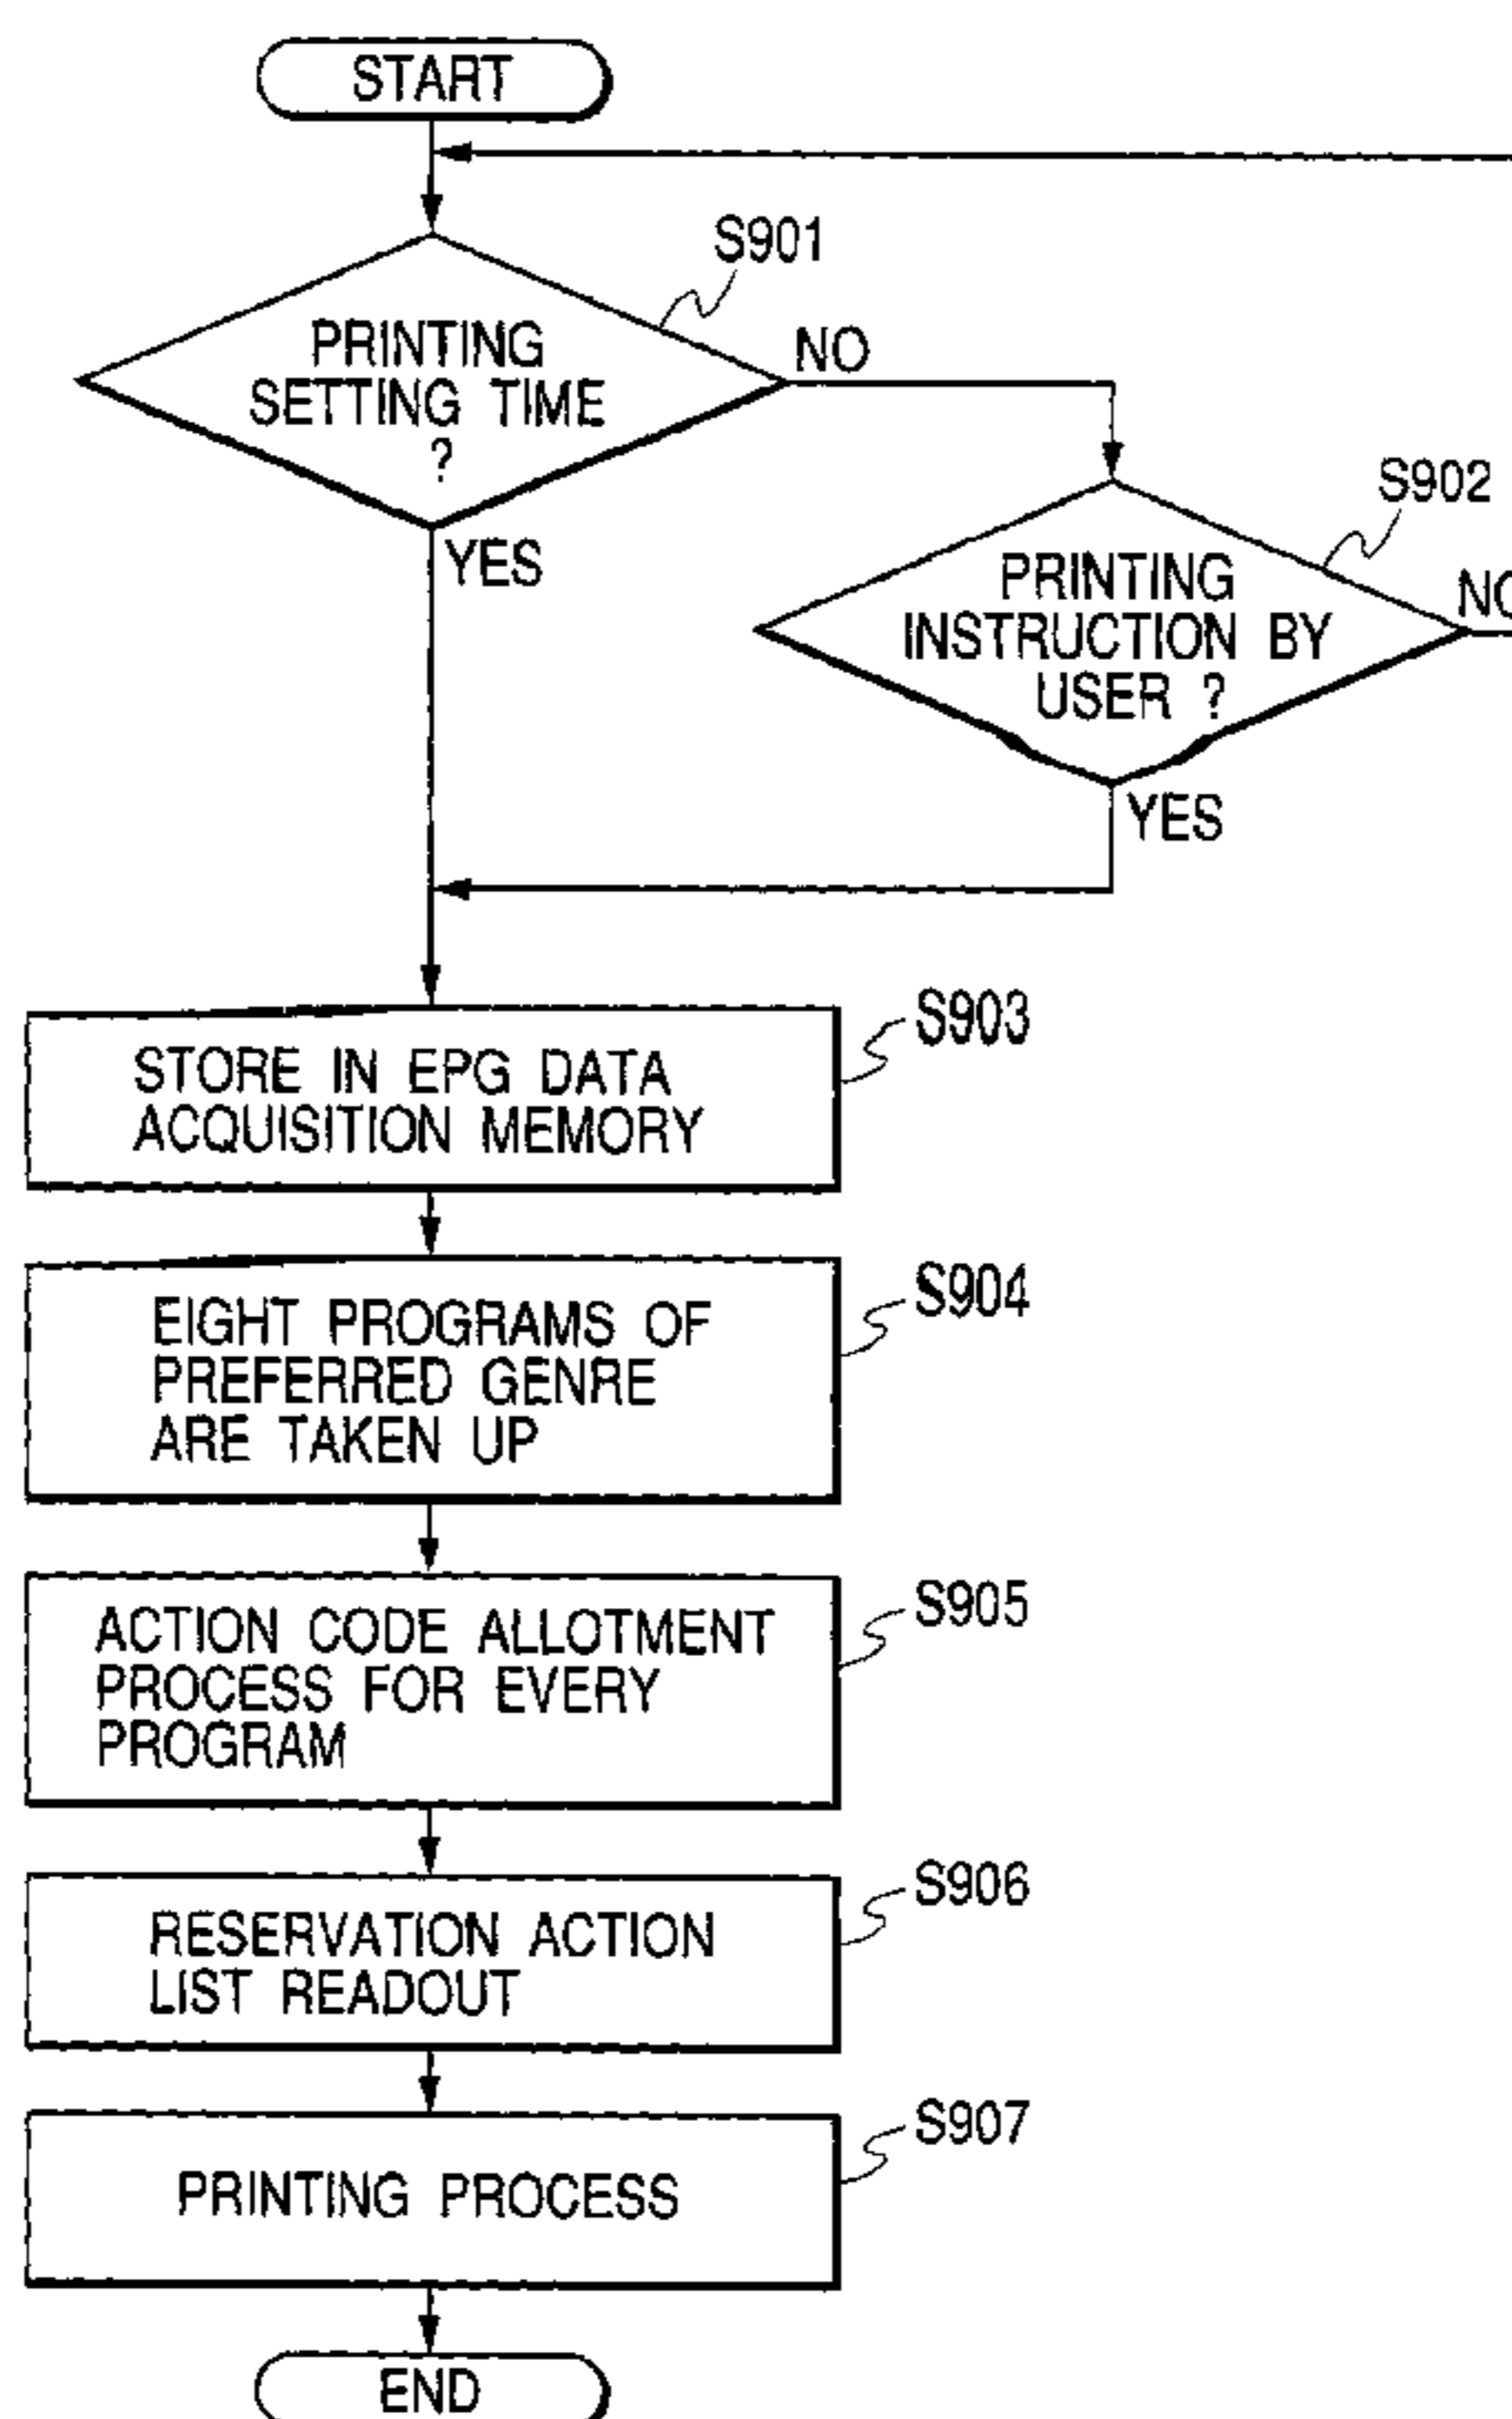 START
S901
PRINTING
SETTING TIME
?
NO
YES
S902
PRINTING
INSTRUCTION BY
USER ?
NO
YES
S903
STORE IN EPG DATA
ACQUISITION MEMORY
S904
EIGHT PROGRAMS OF
PREFERRED GENRE
ARE TAKEN UP
S905
ACTION CODE ALLOTMENT
PROCESS FOR EVERY
PROGRAM
S906
RESERVATION ACTION
LIST READOUT
S907
PRINTING PROCESS
END